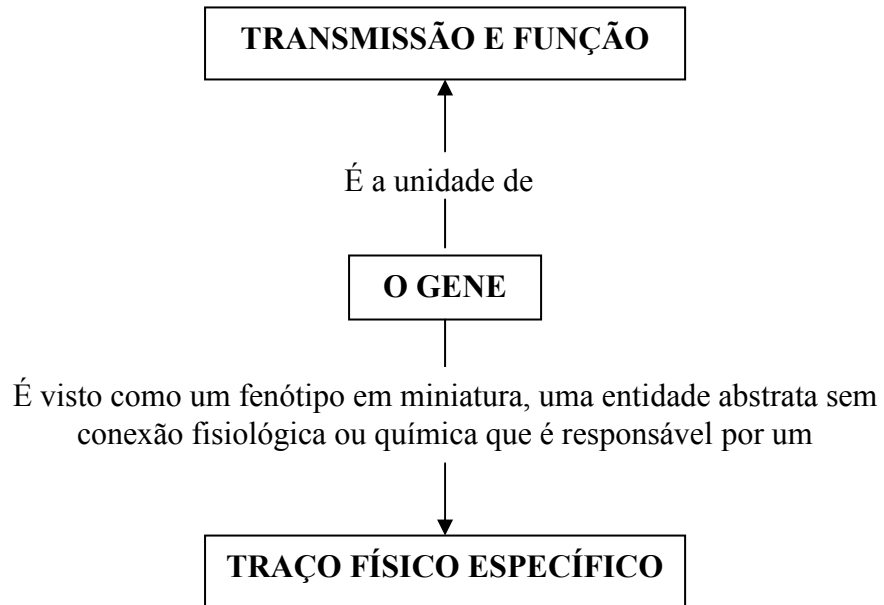 TRANSMISSÃO E FUNÇÃO
É a unidade de
O GENE
É visto como um fenótipo em miniatura, uma entidade abstrata sem
conexão fisiológica ou química que é responsável por um
TRAÇO FÍSICO ESPECÍFICO